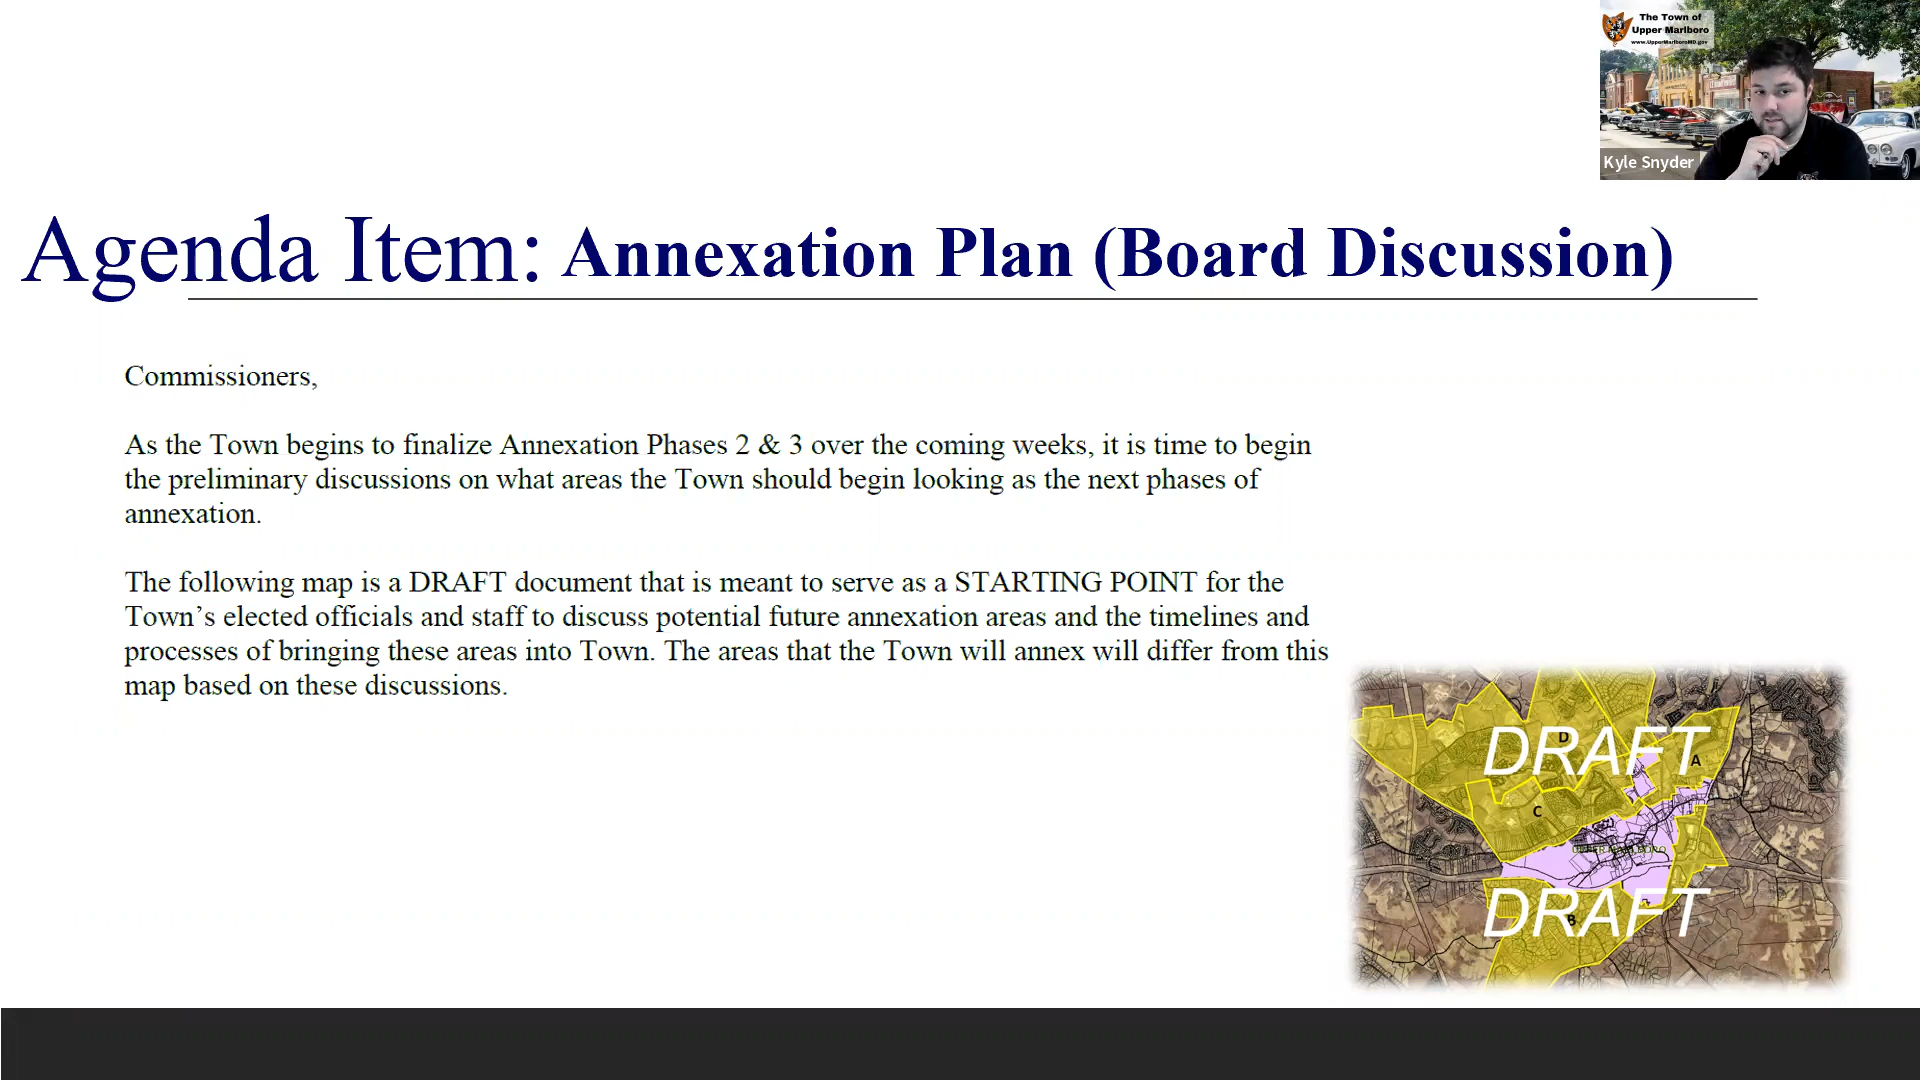 The Town of
Upper Marlboro
www.UpperMarlboroMD.gov
Kyle Snyder
Agenda Item: Annexation Plan (Board Discussion)
Commissioners,
As the Town begins to finalize Annexation Phases 2 & 3 over the coming weeks, it is time to begin
the preliminary discussions on what areas the Town should begin looking as the next phases of
annexation.
The following map is a DRAFT document that is meant to serve as a STARTING POINT for the
Town’s elected officials and staff to discuss potential future annexation areas and the timelines and
processes of bringing these areas into Town. The areas that the Town will annex will differ from this
map based on these discussions.
D
DRAFT
A
C
UPPER MARLBORO
DRAFT
B